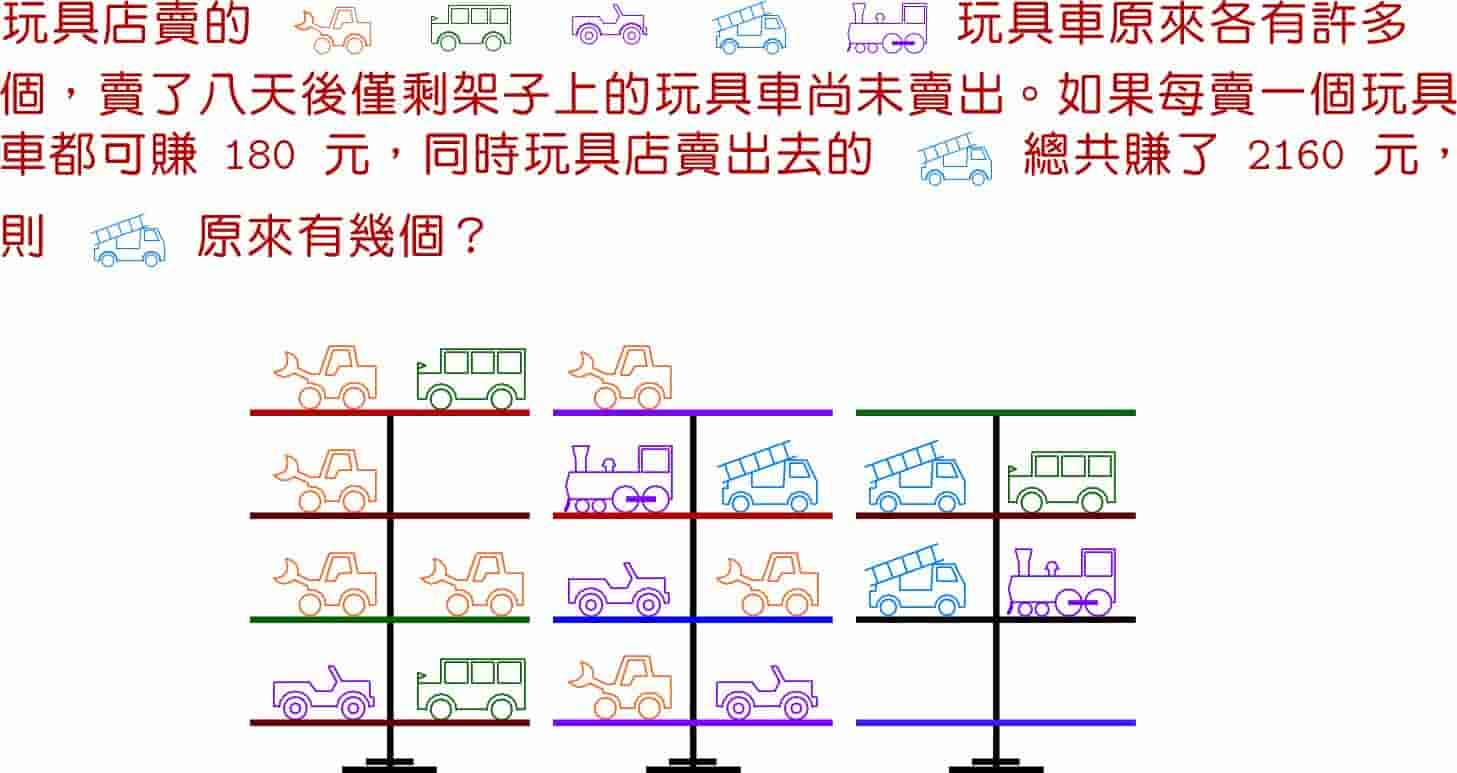 玩具店賣的 玩具車原來各有許多
個，賣了八天後僅剩架子上的玩具車尚未賣出。如果每賣一個玩具
車都可賺 180 元，同時玩具店賣出去的 總共賺了 2160 元，
則 原來有幾個？